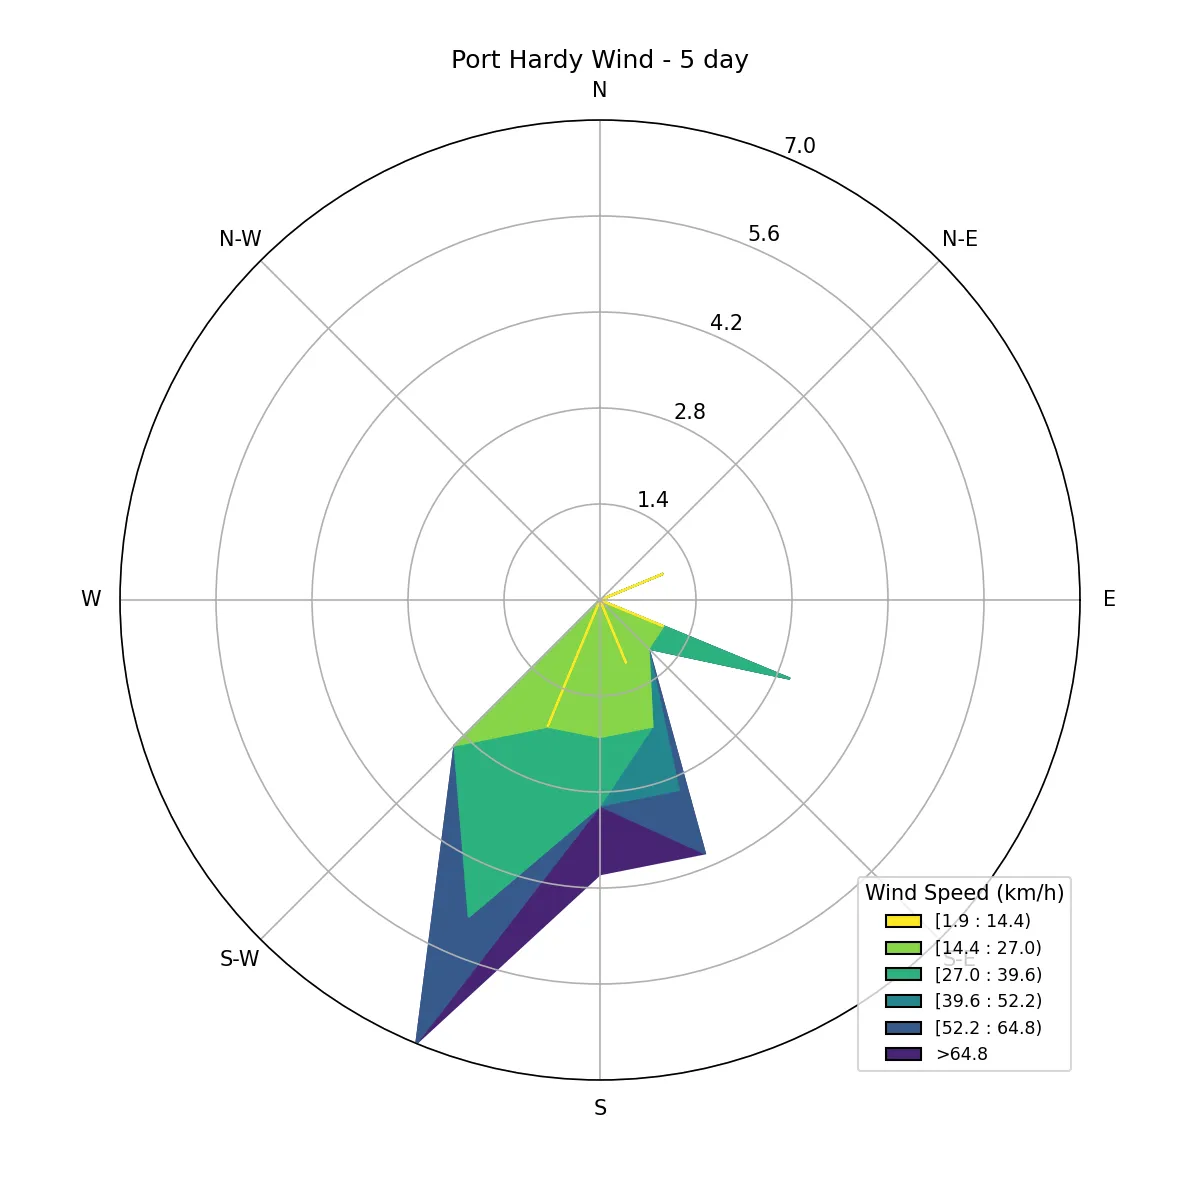 Port Hardy Wind - 5 day
N
7.0
N-W
5.6
N-E
4.2
2.8
1.4
W
E
Wind Speed (km/h)
[1.9 : 14.4)
[14.4 : 27.0)
S-W
S-E
[27.0 : 39.6)
[39.6 : 52.2)
[52.2 : 64.8)
>64.8
S